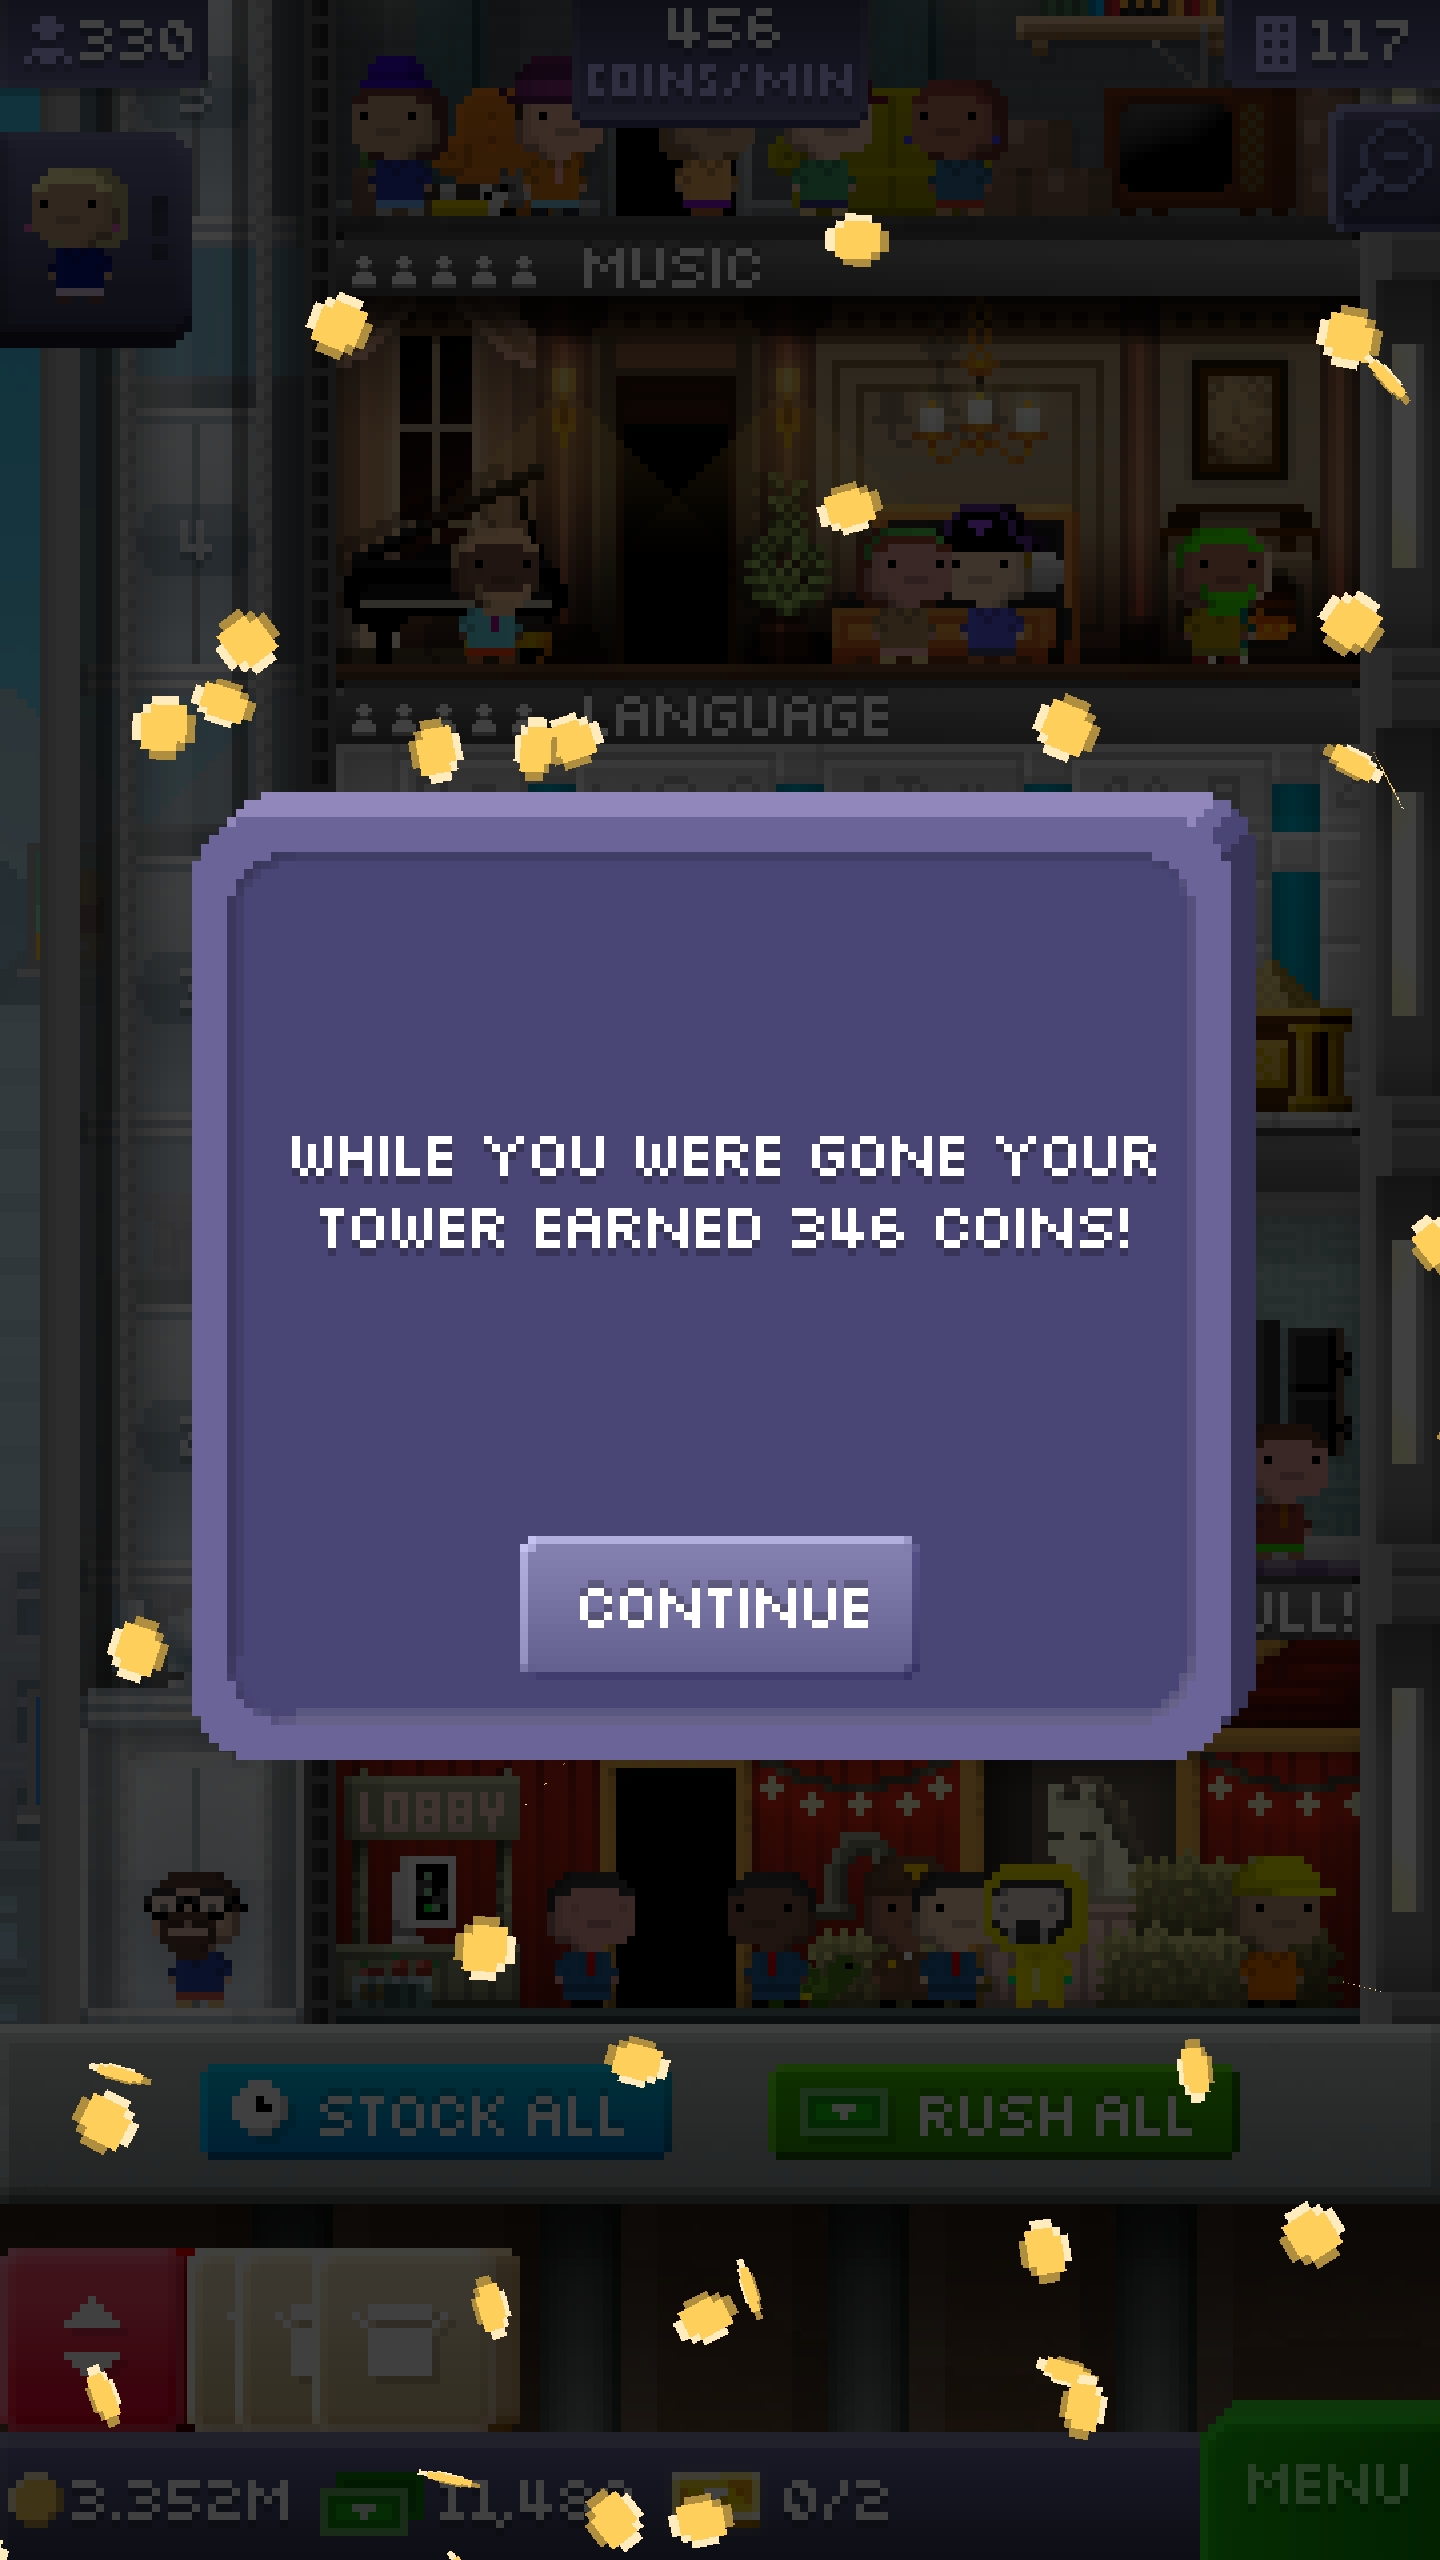 330
456
COINS/MIN
117
MUSIC
4
LANGUAGE
WHILE YOU WERE GONE YOUR
TOWER EARNED 346 COINS!
CONTINUE
LOBBY
STOCK ALL
RUSH ALL
3.352M
0/2
MENU